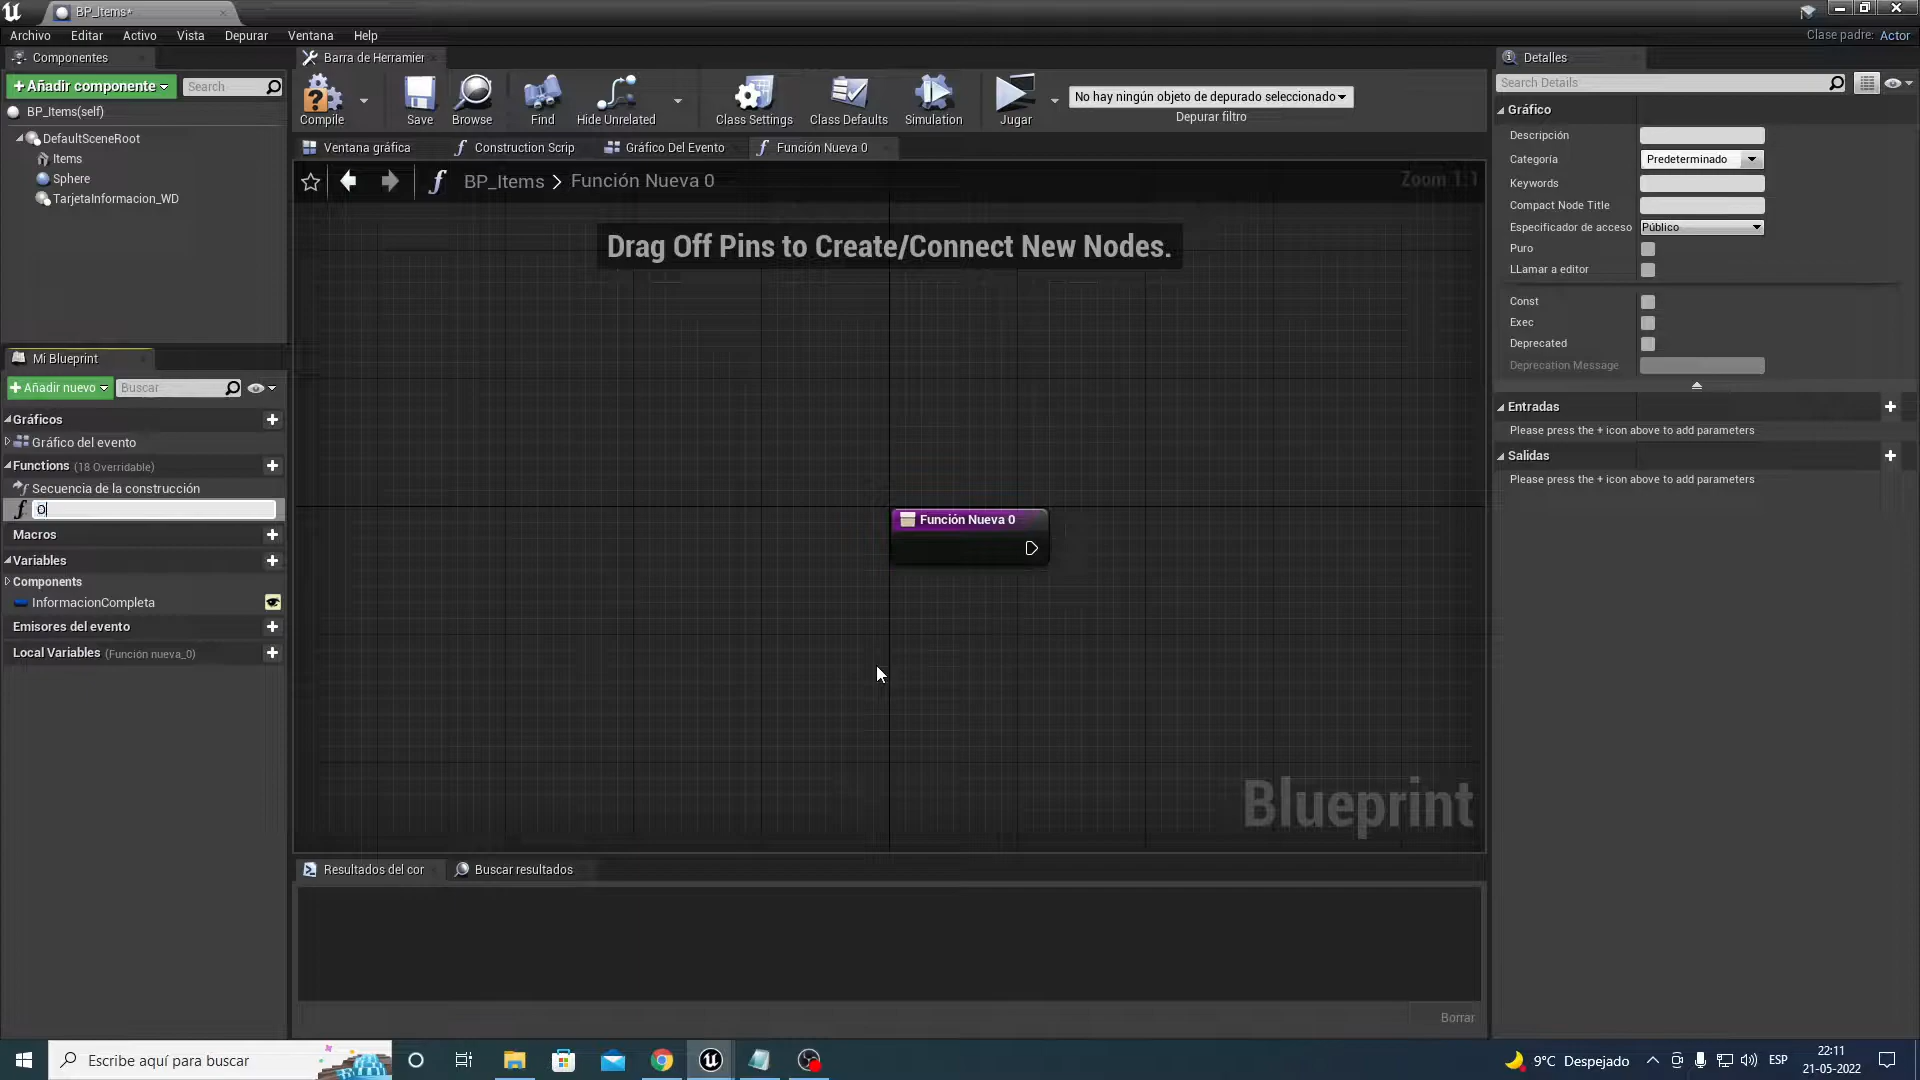 BP_Items*
Archivo Editar Activo Vista Depurar Ventana Help
Clase padre: Actor
Componentes
Barra de Herramier
Detalles
+Añadir componente
Search
Search Details
BP_Items(self)
Compile Save Browse Find Hide Unrelated Class Settings Class Defaults Simulation Jugar
No hay ningún objeto de depurado seleccionado
Depurar filtro
Gráfico
DefaultSceneRoot
Items
Sphere
TarjetaInformacion_WD
Ventana gráfica
Construction Scrip
Gráfico Del Evento
Función Nueva 0
BP_Items > Función Nueva 0
Zoom 1:1
Drag Off Pins to Create/Connect New Nodes.
Descripción
Categoría Predeterminado
Keywords
Compact Node Title
Especificador de acceso Público
Puro
LLamar a editor
Const
Exec
Deprecated
Deprecation Message
Entradas
Please press the + icon above to add parameters
Salidas
Please press the + icon above to add parameters
Mi Blueprint
+Añadir nuevo
Buscar
Gráficos
Gráfico del evento
Functions (18 Overridable)
Secuencia de la construcción
O
Macros
Variables
Components
InformacionCompleta
Emisores del evento
Local Variables (Función nueva_0)
Función Nueva 0
Blueprint
Resultados del cor
Buscar resultados
Borrar
Escribe aquí para buscar
9°C Despejado
ESP
22:11
21-05-2022